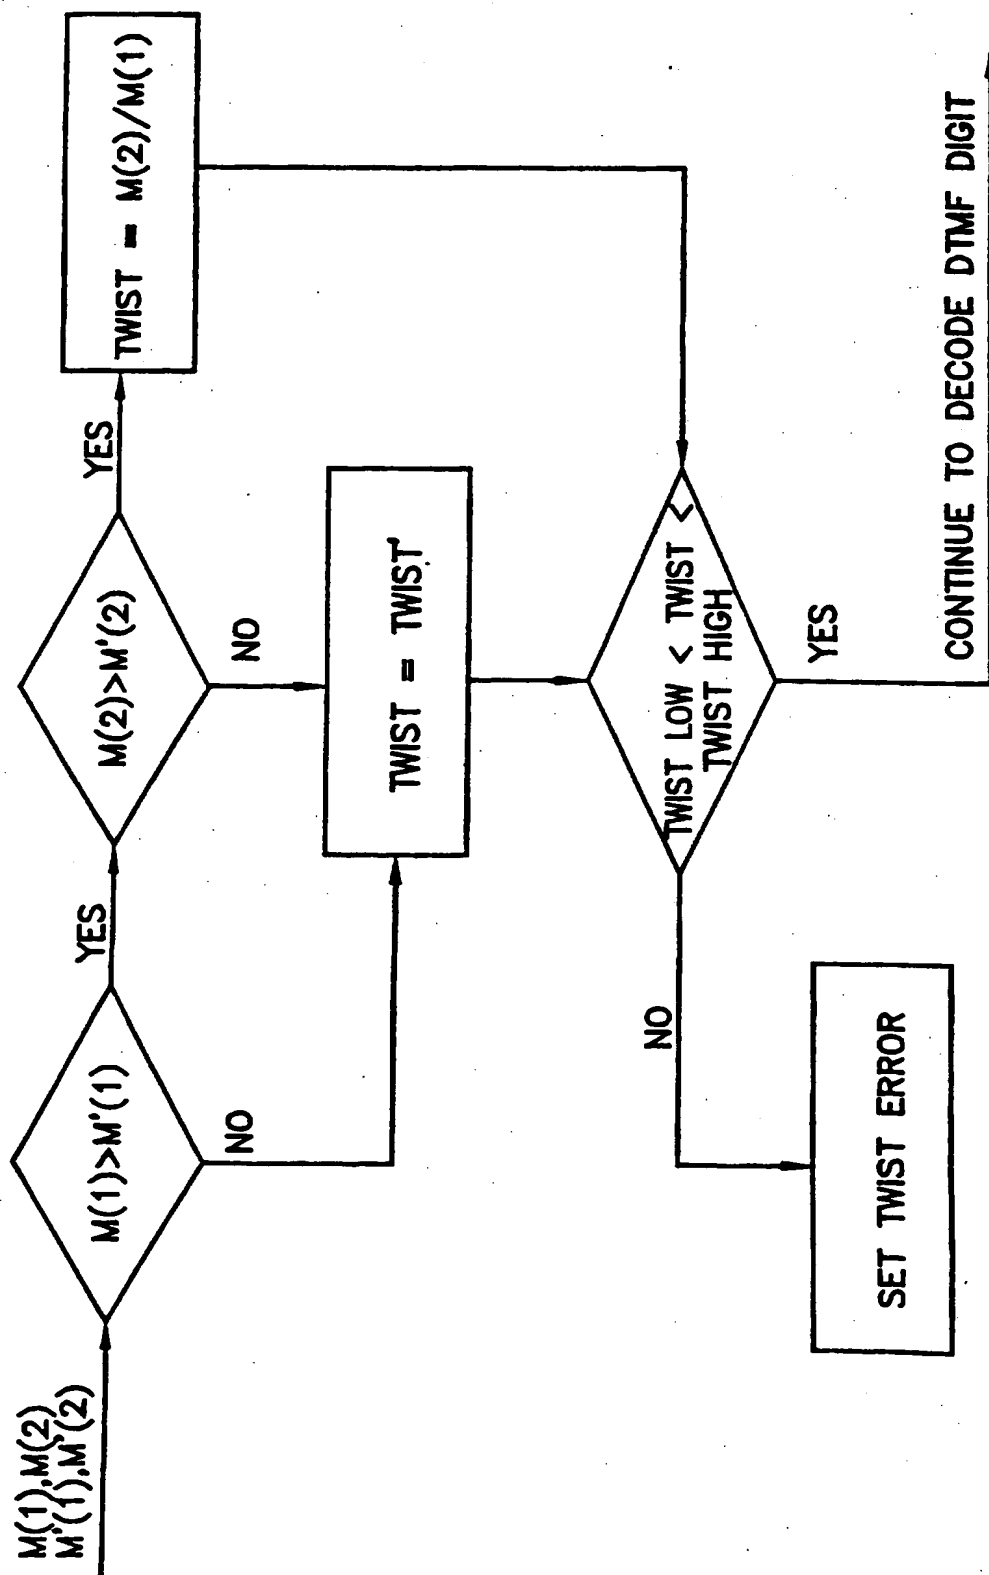 M(1),M(2)
M'(1),M'(2)
M(1)>M'(1)
YES
NO
M(2)>M'(2)
YES
NO
TWIST = M(2)/M(1)
TWIST = TWIST'
TWIST LOW < TWIST <
TWIST HIGH
NO
YES
SET TWIST ERROR
CONTINUE TO DECODE DTMF DIGIT